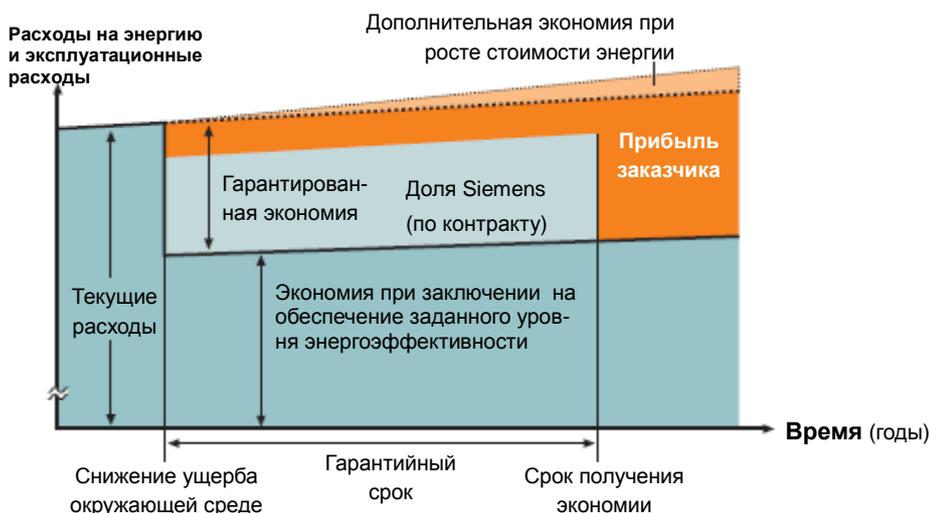 Расходы на энергию
и эксплуатационные
расходы
Дополнительная экономия при
росте стоимости энергии
Прибыль
заказчика
Гарантирован-
ная экономия
Доля Siemens
(по контракту)
Текущие
расходы
Экономия при заключении на
обеспечение заданного уров-
ня энергоэффективности
Время (годы)
Снижение ущерба
окружающей среде
Гарантийный
срок
Срок получения
экономии